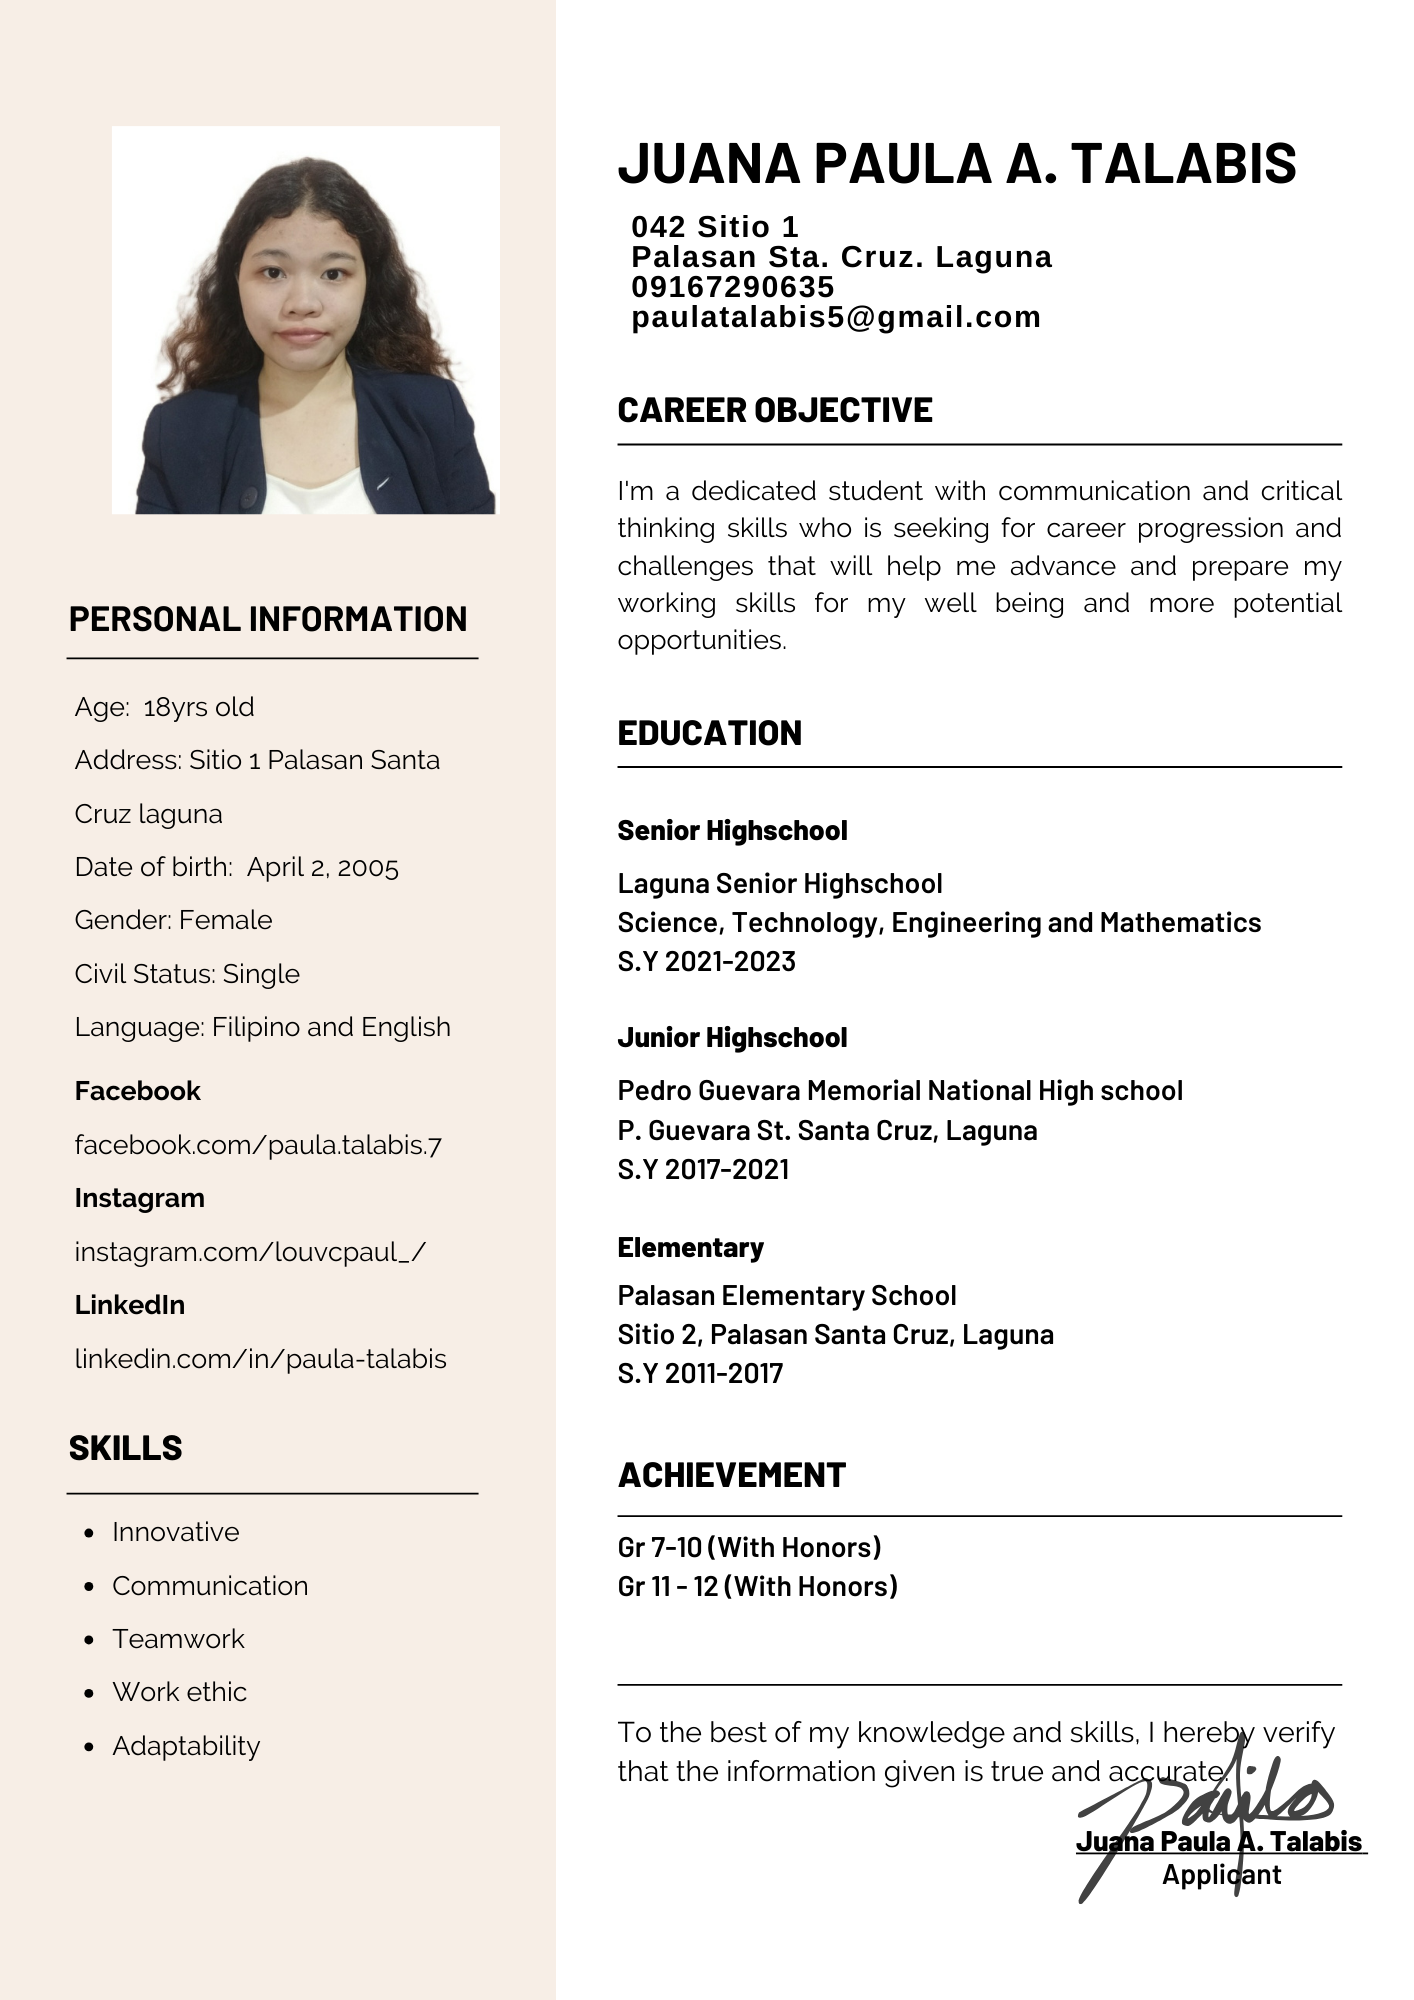 JUANA PAULA A. TALABIS
042 Sitio 1
Palasan Sta. Cruz. Laguna
09167290635
paulatalabis5@gmail.com
PERSONAL INFORMATION
Age:  18yrs old
Address: Sitio 1 Palasan Santa
Cruz laguna
Date of birth:  April 2, 2005
Gender: Female
Civil Status: Single
Language: Filipino and English
Facebook
facebook.com/paula.talabis.7
Instagram
instagram.com/louvcpaul_/
LinkedIn
linkedin.com/in/paula-talabis
SKILLS
• Innovative
• Communication
• Teamwork
• Work ethic
• Adaptability
CAREER OBJECTIVE
I'm a dedicated student with communication and critical
thinking skills who is seeking for career progression and
challenges that will help me advance and prepare my
working skills for my well being and more potential
opportunities.
EDUCATION
Senior Highschool
Laguna Senior Highschool
Science, Technology, Engineering and Mathematics
S.Y 2021-2023
Junior Highschool
Pedro Guevara Memorial National High school
P. Guevara St. Santa Cruz, Laguna
S.Y 2017-2021
Elementary
Palasan Elementary School
Sitio 2, Palasan Santa Cruz, Laguna
S.Y 2011-2017
ACHIEVEMENT
Gr 7-10 (With Honors)
Gr 11 - 12 (With Honors)
To the best of my knowledge and skills, I hereby verify
that the information given is true and accurate.
Juana Paula A. Talabis
Applicant